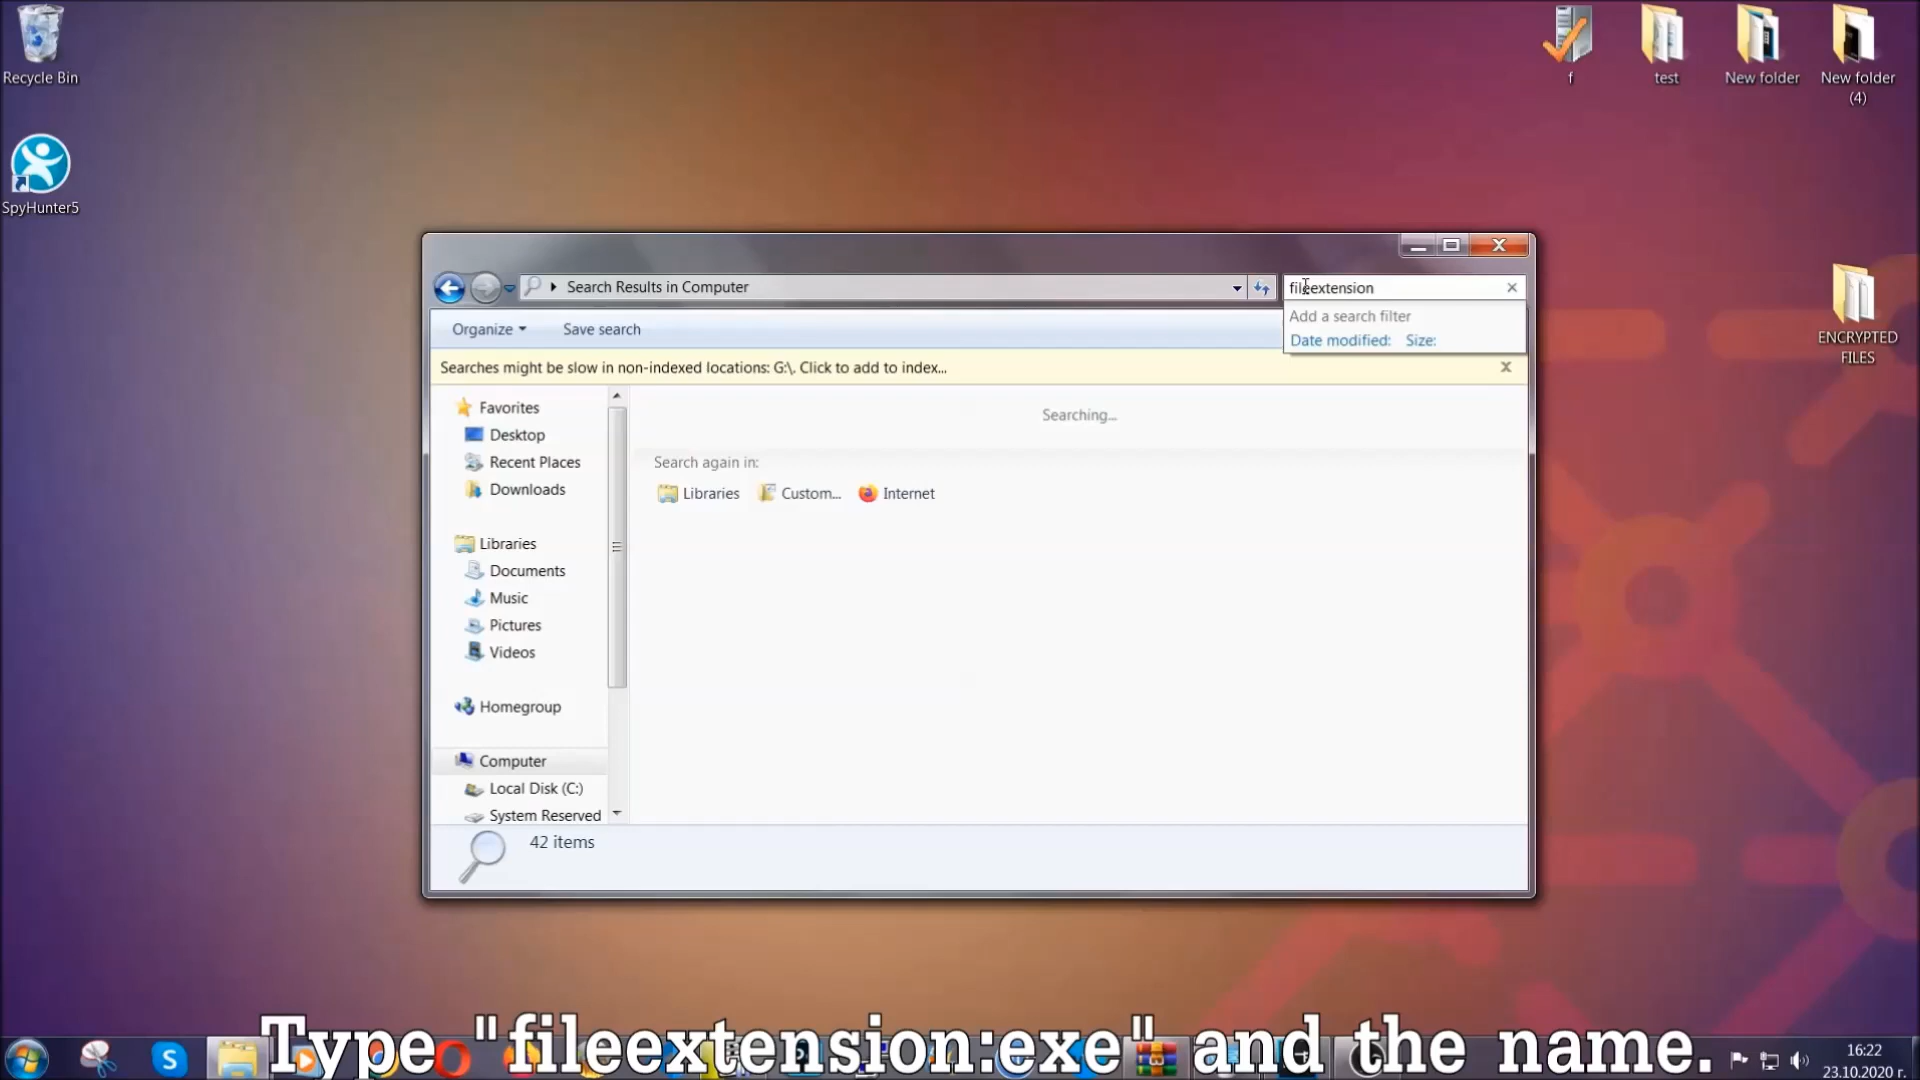 Recycle Bin
SpyHunter5
f
test
New folder
New folder
(4)
ENCRYPTED
FILES
Search Results in Computer
fileextension
Add a search filter
Date modified: Size:
Organize
Save search
Searches might be slow in non-indexed locations: G:\. Click to add to index...
Favorites
Desktop
Recent Places
Downloads
Libraries
Documents
Music
Pictures
Videos
Homegroup
Computer
Local Disk (C:)
System Reserved
Searching...
Search again in:
Libraries
Custom...
Internet
42 items
Type "fileextension:exe" and the name.
16:22
23.10.2020 г.